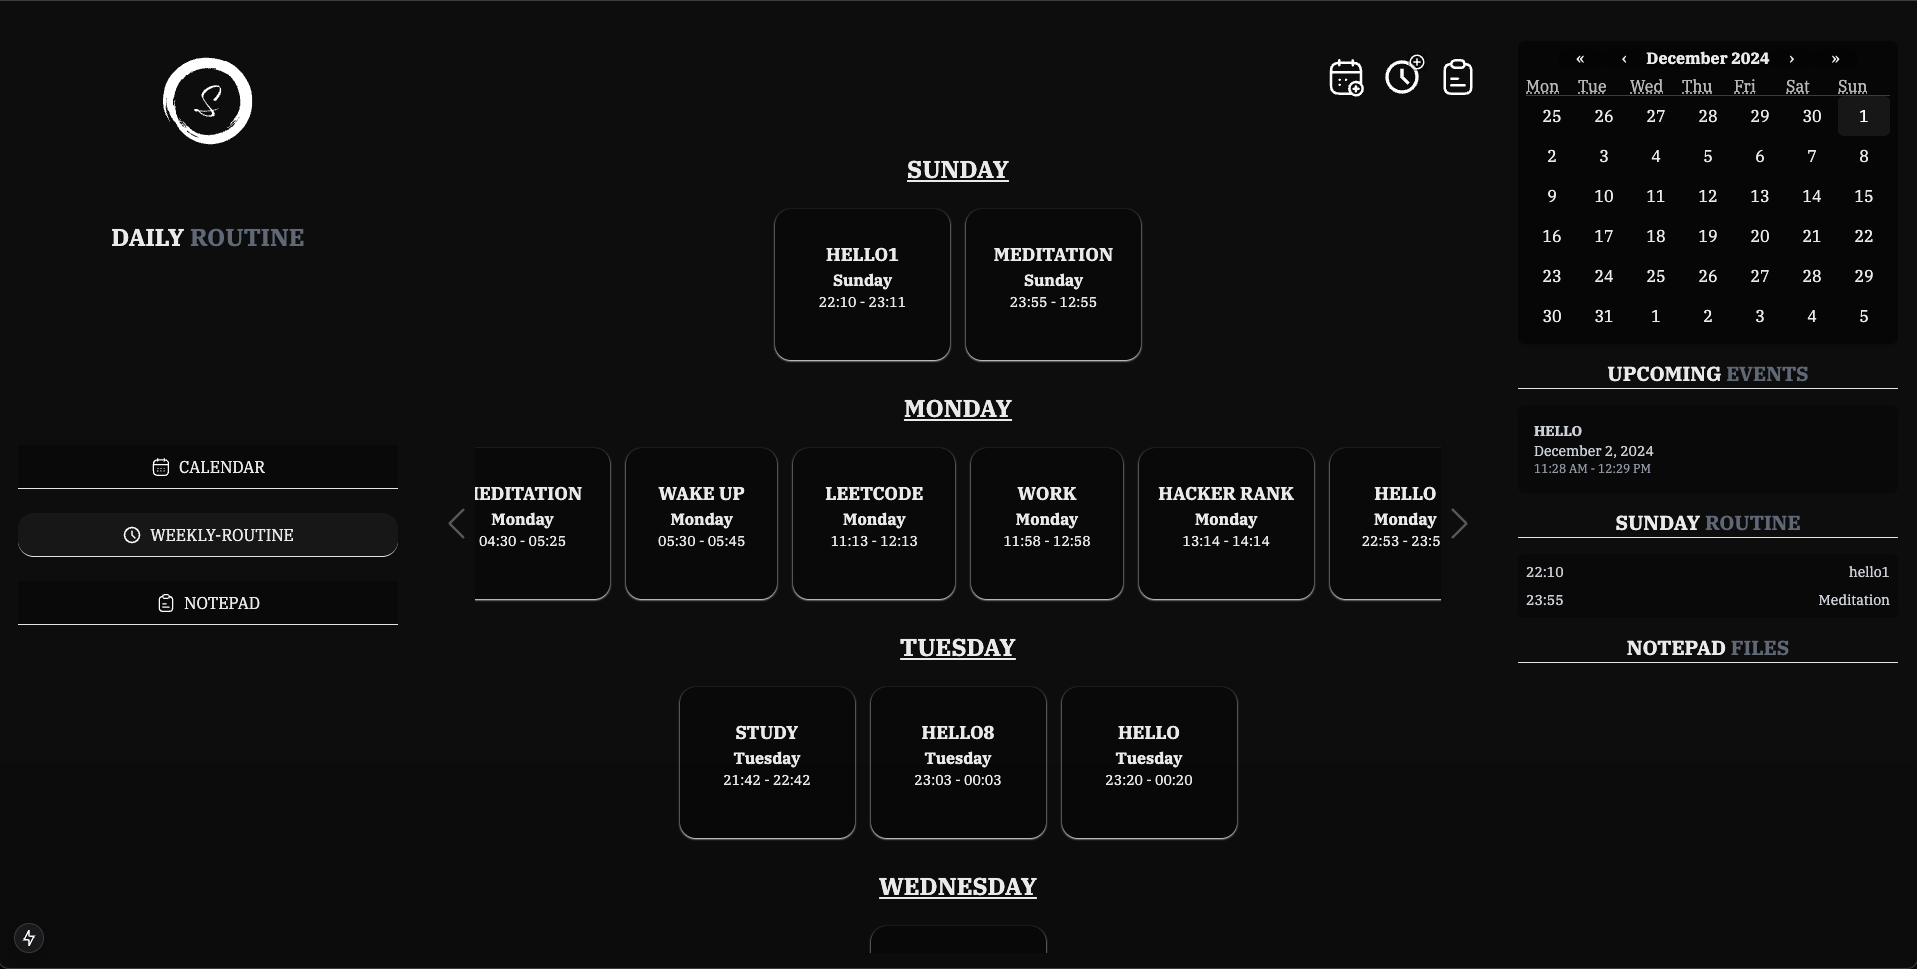 S
DAILY ROUTINE
CALENDAR
WEEKLY-ROUTINE
NOTEPAD
SUNDAY
HELLO1
Sunday
22:10 - 23:11
MEDITATION
Sunday
23:55 - 12:55
MONDAY
EDITATION
Monday
04:30 - 05:25
WAKE UP
Monday
05:30 - 05:45
LEETCODE
Monday
11:13 - 12:13
WORK
Monday
11:58 - 12:58
HACKER RANK
Monday
13:14 - 14:14
HELLO
Monday
22:53 - 23:5
TUESDAY
STUDY
Tuesday
21:42 - 22:42
HELLO8
Tuesday
23:03 - 00:03
HELLO
Tuesday
23:20 - 00:20
WEDNESDAY
« ‹ December 2024 › »
Mon Tue Wed Thu Fri Sat Sun
25 26 27 28 29 30 1
2 3 4 5 6 7 8
9 10 11 12 13 14 15
16 17 18 19 20 21 22
23 24 25 26 27 28 29
30 31 1 2 3 4 5
UPCOMING EVENTS
HELLO
December 2, 2024
11:28 AM - 12:29 PM
SUNDAY ROUTINE
22:10 hello1
23:55 Meditation
NOTEPAD FILES